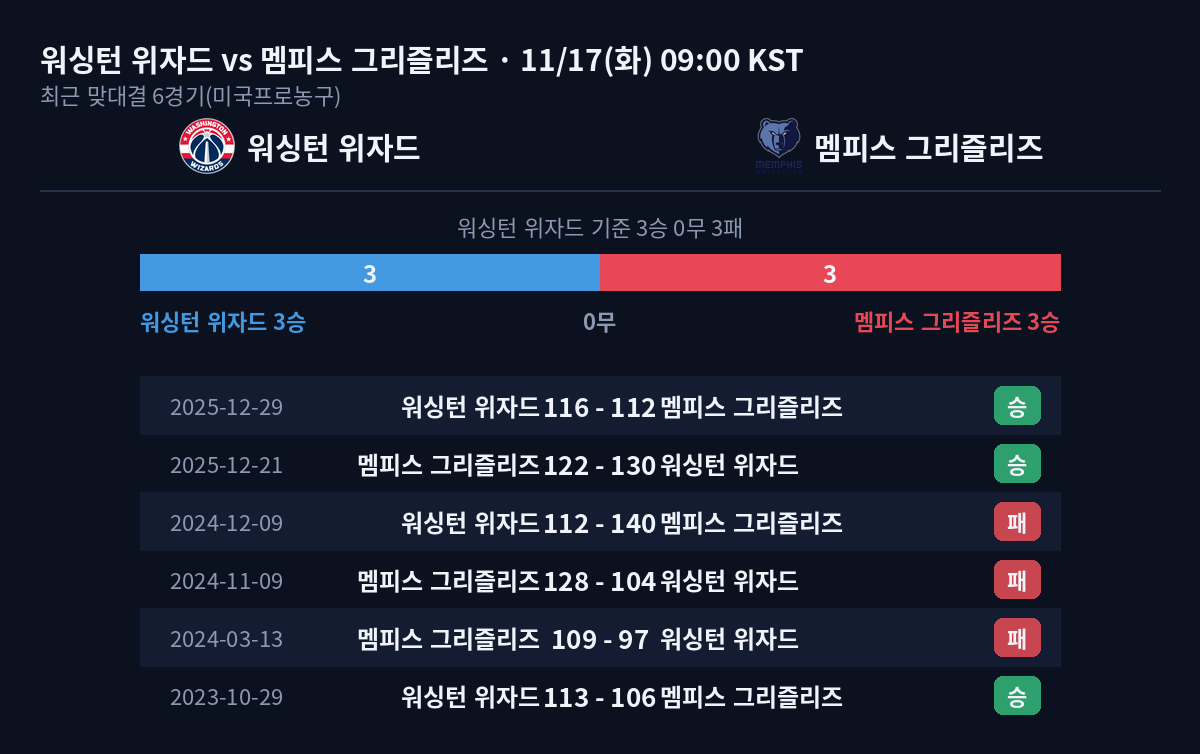 워싱턴 위자드 vs 멤피스 그리즐리즈 · 11/17(화) 09:00 KST
최근 맞대결 6경기(미국프로농구)
WASHINGTON WIZARDS 워싱턴 위자드
MEMPHIS 멤피스 그리즐리즈
워싱턴 위자드 기준 3승 0무 3패
3 3
워싱턴 위자드 3승 0무 멤피스 그리즐리즈 3승
2025-12-29 워싱턴 위자드 116 - 112 멤피스 그리즐리즈 승
2025-12-21 멤피스 그리즐리즈 122 - 130 워싱턴 위자드 승
2024-12-09 워싱턴 위자드 112 - 140 멤피스 그리즐리즈 패
2024-11-09 멤피스 그리즐리즈 128 - 104 워싱턴 위자드 패
2024-03-13 멤피스 그리즐리즈 109 - 97 워싱턴 위자드 패
2023-10-29 워싱턴 위자드 113 - 106 멤피스 그리즐리즈 승